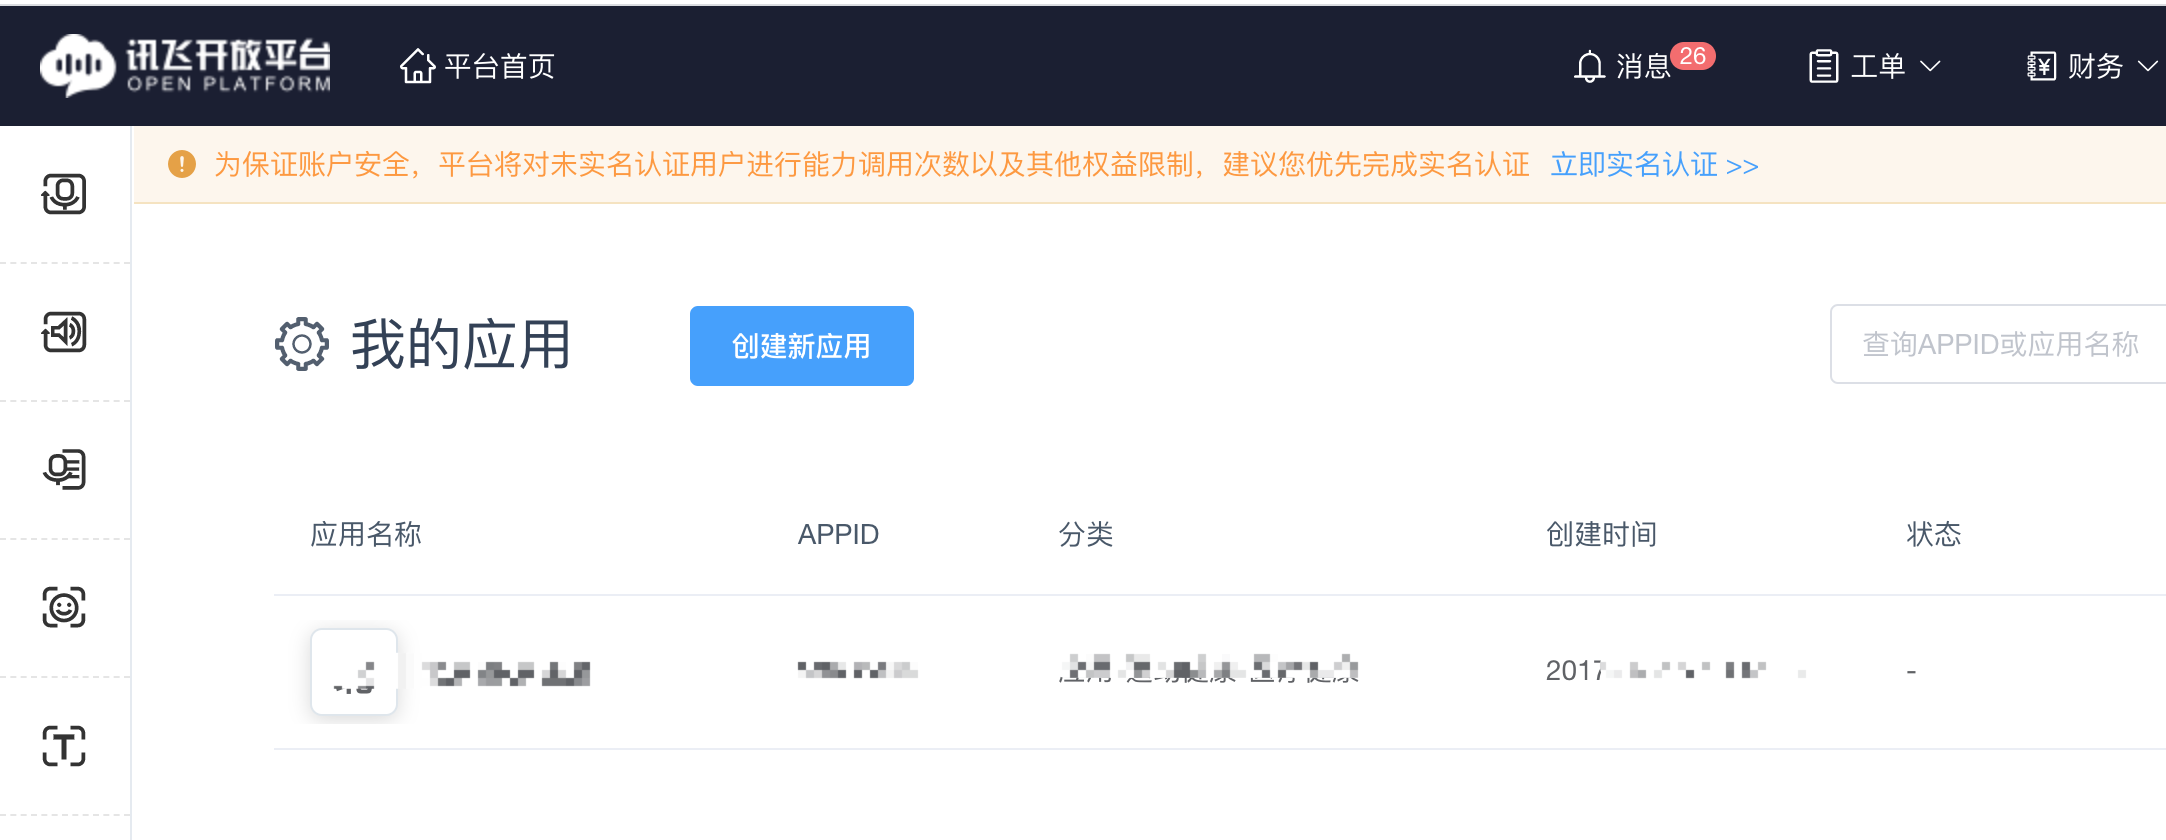 讯飞开放平台
OPEN PLATFORM
平台首页
消息 26
工单
财务
为保证账户安全，平台将对未实名认证用户进行能力调用次数以及其他权益限制，建议您优先完成实名认证 立即实名认证 >>
我的应用
创建新应用
查询APPID或应用名称
应用名称 APPID 分类 创建时间 状态
2017 -